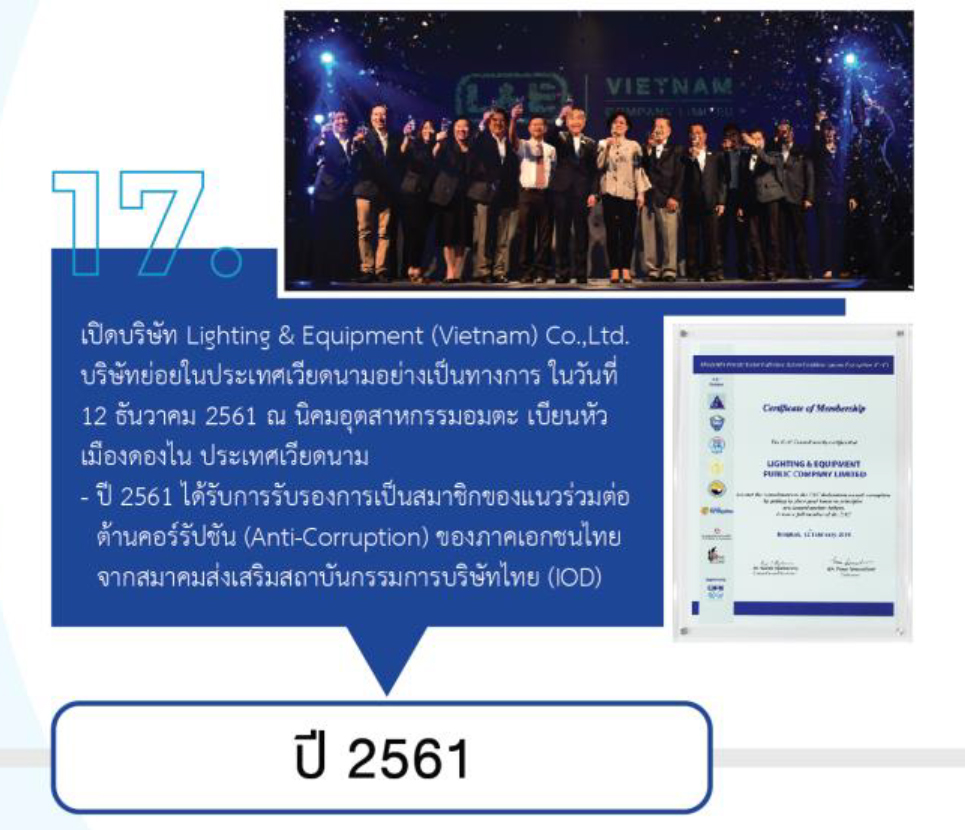 L&E
VIETNAM
COMPANY LIMITED
17.
เปิดบริษัท Lighting & Equipment (Vietnam) Co.,Ltd.
บริษัทย่อยในประเทศเวียดนามอย่างเป็นทางการ ในวันที่
12 ธันวาคม 2561 ณ นิคมอุตสาหกรรมอมตะ เบียนหัว
เมืองดองไน ประเทศเวียดนาม
- ปี 2561 ได้รับการรับรองการเป็นสมาชิกของแนวร่วมต่อ
ต้านคอร์รัปชัน (Anti-Corruption) ของภาคเอกชนไทย
จากสมาคมส่งเสริมสถาบันกรรมการบริษัทไทย (IOD)
Certificate of Membership
LIGHTING & EQUIPMENT
PUBLIC COMPANY LIMITED
ปี 2561